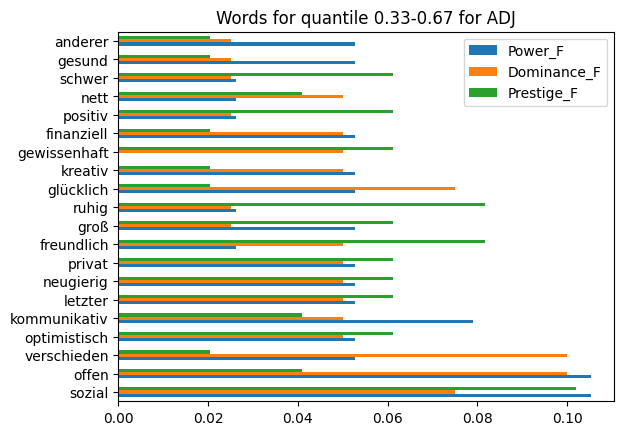 Words for quantile 0.33-0.67 for ADJ
anderer
gesund
schwer
nett
positiv
finanziell
gewissenhaft
kreativ
glücklich
ruhig
groß
freundlich
privat
neugierig
letzter
kommunikativ
optimistisch
verschieden
offen
sozial
Power_F
Dominance_F
Prestige_F
0.00 0.02 0.04 0.06 0.08 0.10